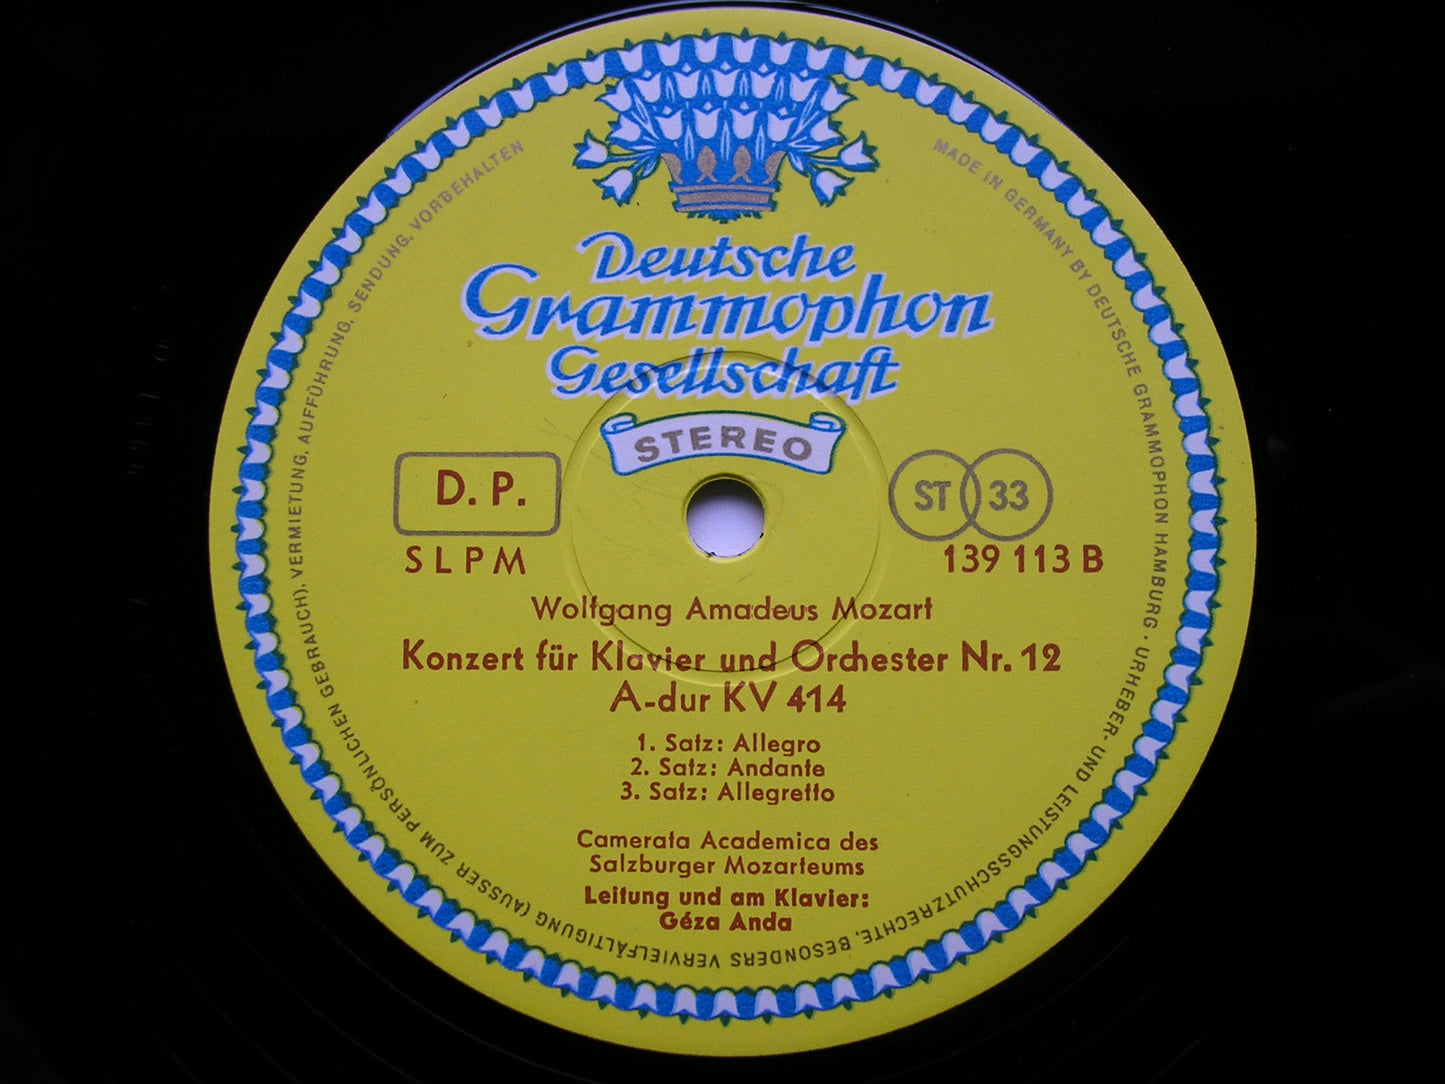 Deutsche
Grammophon
Gesellschaft
STEREO
D. P.
ST 33
SLPM
139 113 B
Wolfgang Amadeus Mozart
Konzert für Klavier und Orchester Nr. 12
A-dur KV 414
1. Satz: Allegro
2. Satz: Andante
3. Satz: Allegretto
Camerata Academica des
Salzburger Mozarteums
Leitung und am Klavier:
Géza Anda
MADE IN GERMANY BY DEUTSCHE GRAMMOPHON HAMBURG · URHEBER- UND LEISTUNGSSCHUTZRECHTE, BESONDERS VERVIELFÄLTIGUNG (AUSSER ZUM PERSÖNLICHEN GEBRAUCH), VERMIETUNG, AUFFÜHRUNG, SENDUNG, VORBEHALTEN